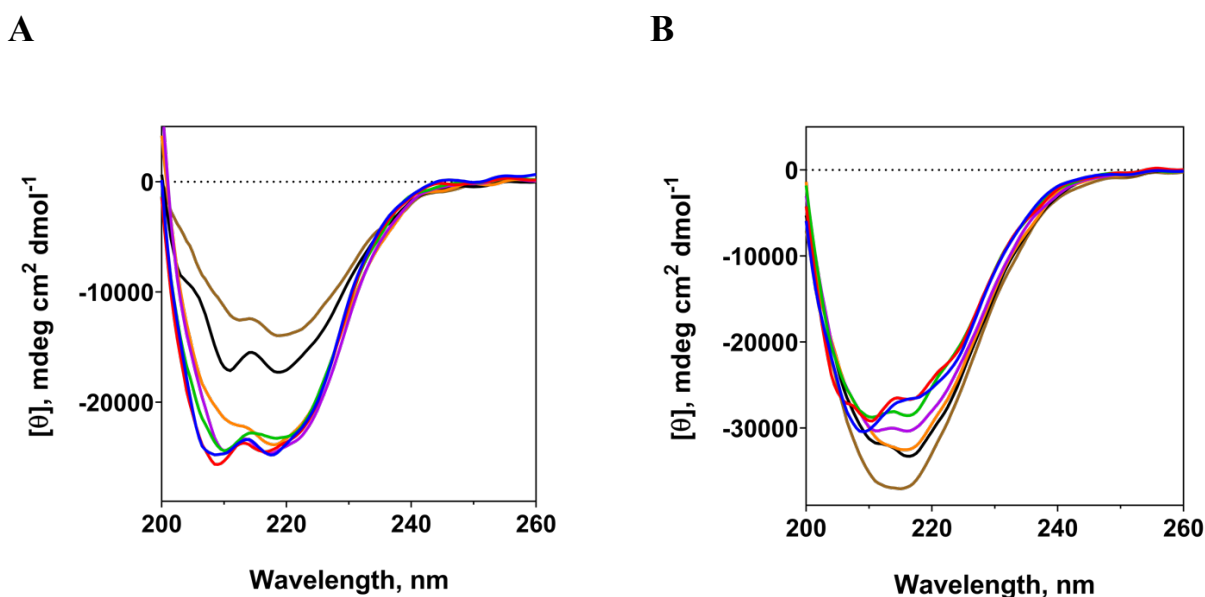 A
B
[θ], mdeg cm² dmol⁻¹
0
-10000
-20000
200
220
240
260
Wavelength, nm
[θ], mdeg cm² dmol⁻¹
0
-10000
-20000
-30000
200
220
240
260
Wavelength, nm